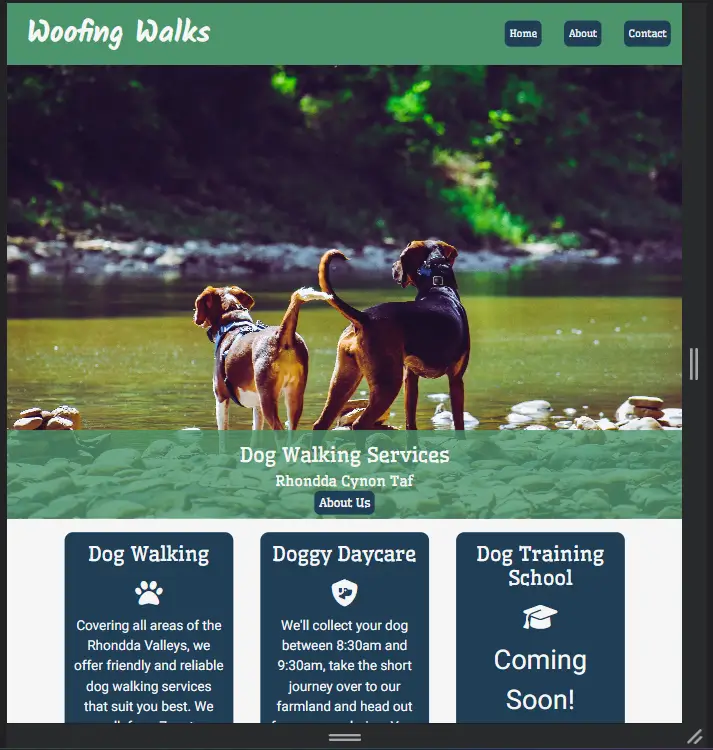 Woofing Walks
Home
About
Contact
Dog Walking Services
Rhondda Cynon Taf
About Us
Dog Walking
Covering all areas of the
Rhondda Valleys, we
offer friendly and reliable
dog walking services
that suit you best. We
Doggy Daycare
We'll collect your dog
between 8:30am and
9:30am, take the short
journey over to our
farmland and head out
Dog Training
School
Coming
Soon!